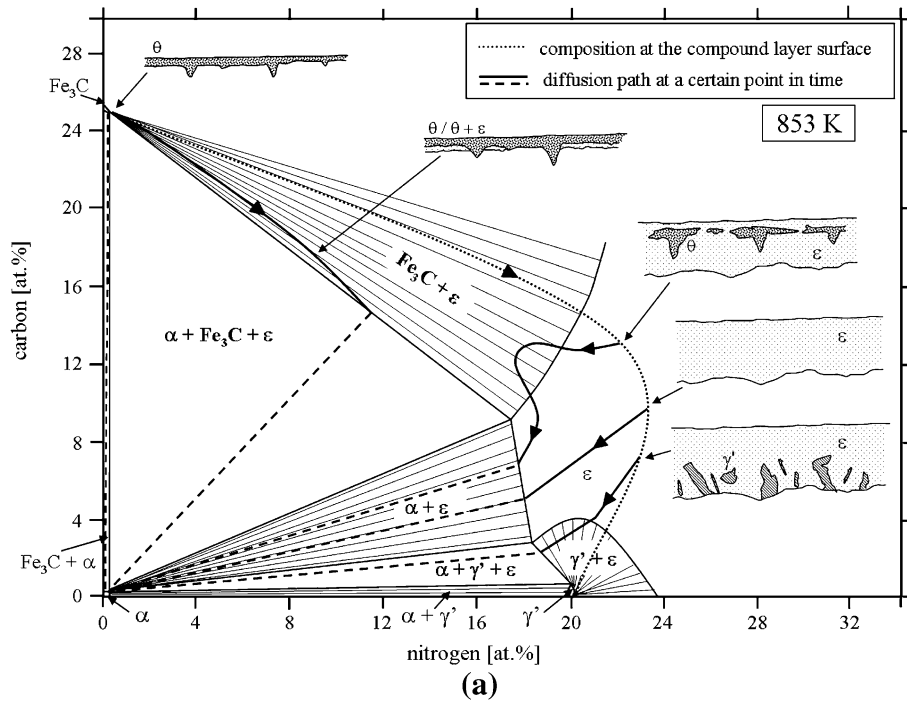 28
24
20
16
12
8
4
0
carbon [at.%]
0
4
8
12
16
20
24
28
32
nitrogen [at.%]
composition at the compound layer surface
diffusion path at a certain point in time
853 K
θ
Fe₃C
θ / θ + ε
Fe₃C + ε
α + Fe₃C + ε
θ
ε
ε
ε
γ'
ε
α + ε
α + γ' + ε
γ' + ε
Fe₃C + α
α
α + γ'
γ'
(a)